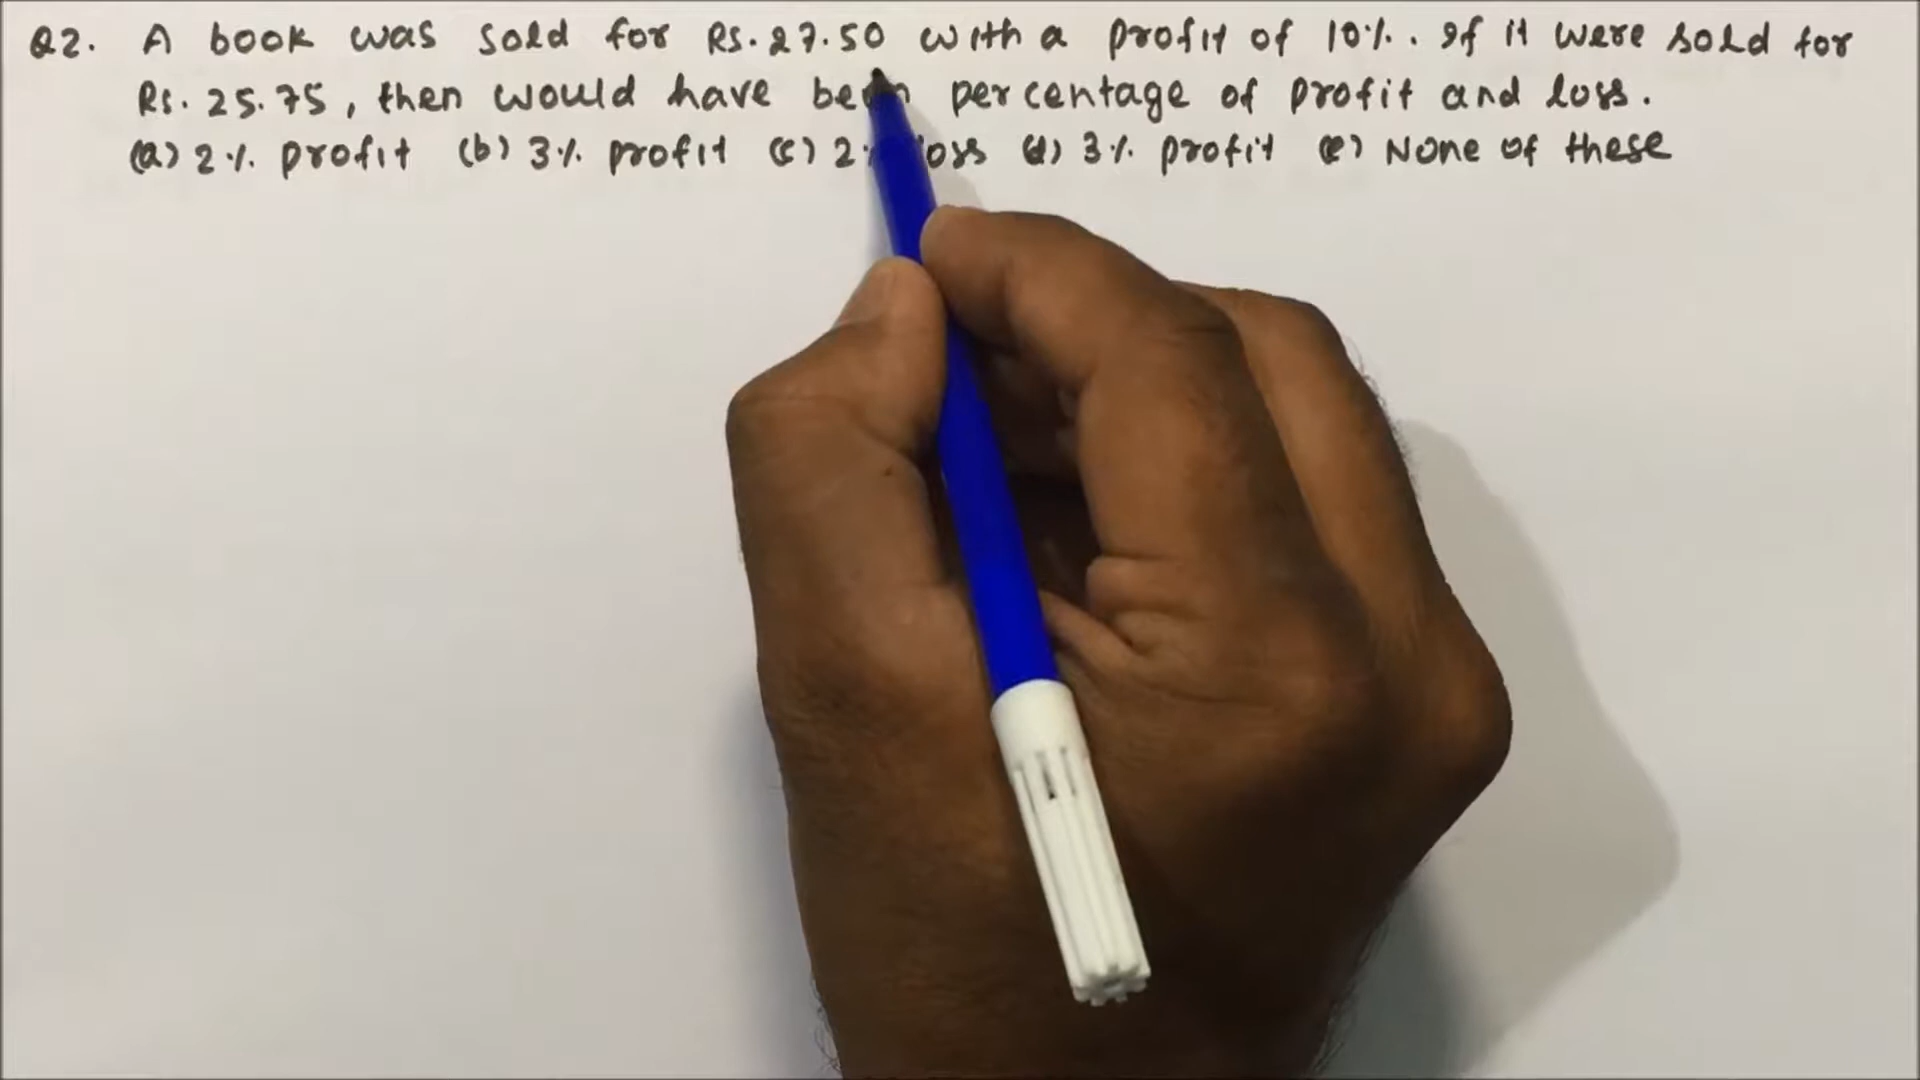 Q2. A book was sold for Rs. 27.50 with a profit of 10%. If it were sold for
Rs. 25.75, then would have been percentage of profit and loss.
(a) 2% profit (b) 3% profit (c) 2% loss (d) 3% profit (e) None of these